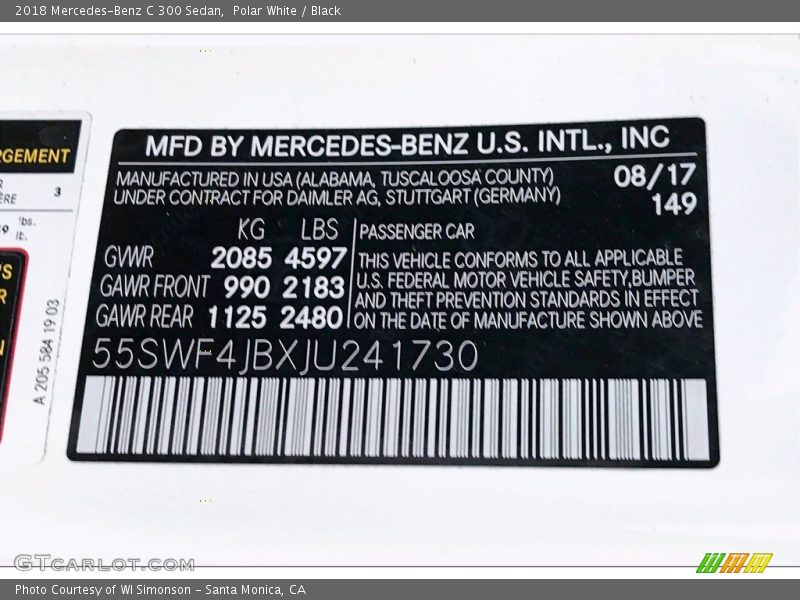 2018 Mercedes-Benz C 300 Sedan,  Polar White / Black
MFD BY MERCEDES-BENZ U.S. INTL., INC
MANUFACTURED IN USA (ALABAMA, TUSCALOOSA COUNTY) 08/17
UNDER CONTRACT FOR DAIMLER AG, STUTTGART (GERMANY) 149
KG LBS PASSENGER CAR
GVWR 2085 4597 THIS VEHICLE CONFORMS TO ALL APPLICABLE
GAWR FRONT 990 2183 U.S. FEDERAL MOTOR VEHICLE SAFETY,BUMPER
AND THEFT PREVENTION STANDARDS IN EFFECT
GAWR REAR 1125 2480 ON THE DATE OF MANUFACTURE SHOWN ABOVE
55SWF4JBXJU241730
RGEMENT
3
lbs.
lb.
A 205 584 19 03
GTCARLOT.COM
Photo Courtesy of WI Simonson - Santa Monica, CA